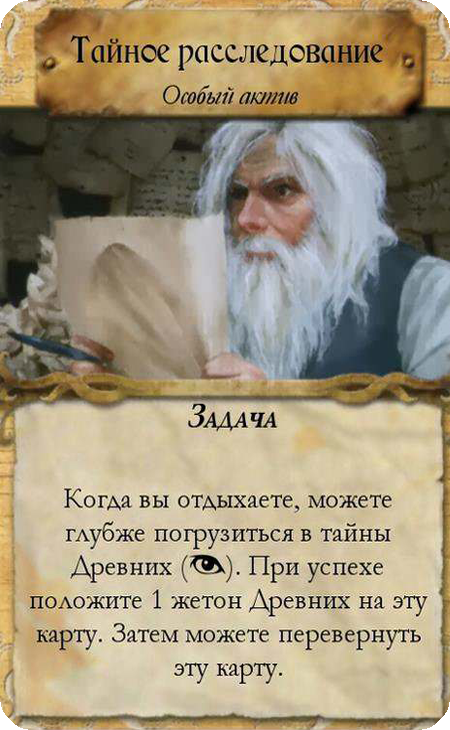 Тайное расследование
Особый актив
Задача
Когда вы отдыхаете, можете
глубже погрузиться в тайны
Древних (). При успехе
положите 1 жетон Древних на эту
карту. Затем можете перевернуть
эту карту.